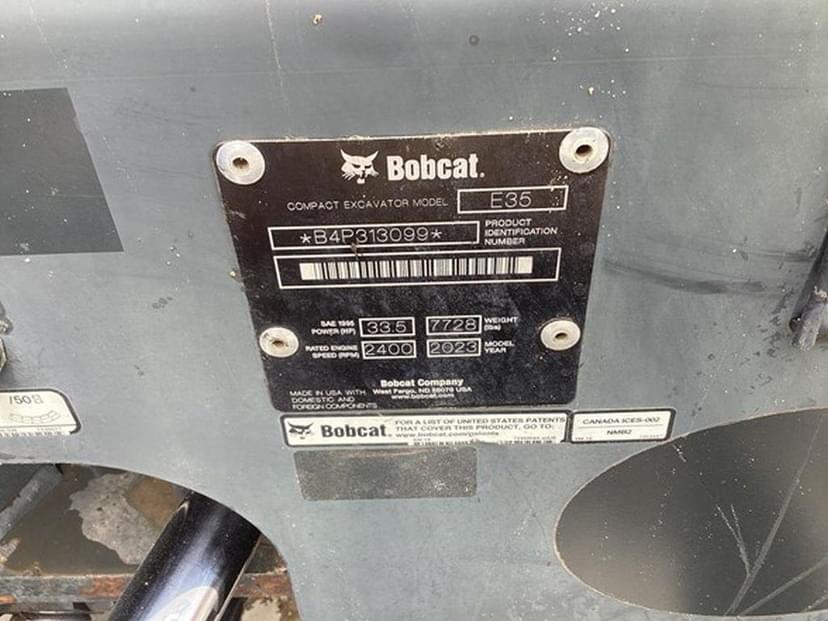 Bobcat.
COMPACT EXCAVATOR MODEL E35
*B4P313099* PRODUCT IDENTIFICATION NUMBER
SAE 1995 POWER (HP) 33.5 7728 WEIGHT (lbs)
RATED ENGINE SPEED (RPM) 2400 2023 MODEL YEAR
Bobcat Company
West Fargo, ND 58078 USA
www.bobcat.com
MADE IN USA WITH
DOMESTIC AND
FOREIGN COMPONENTS
Bobcat.
FOR A LIST OF UNITED STATES PATENTS
THAT COVER THIS PRODUCT, GO TO:
www.bobcat.com/patents
CANADA ICES-002